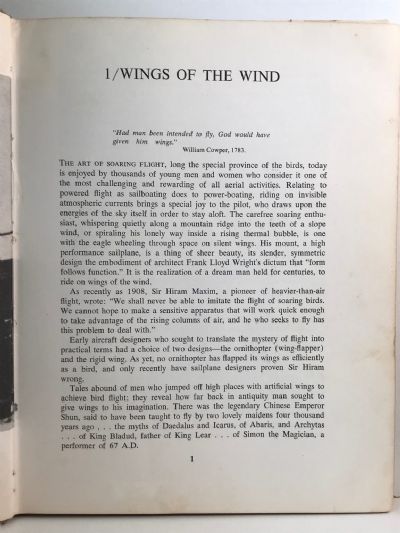 1/WINGS OF THE WIND
"Had man been intended to fly, God would have
given him wings."
William Cowper, 1783.
THE ART OF SOARING FLIGHT, long the special province of the birds, today
is enjoyed by thousands of young men and women who consider it one
of the most challenging and rewarding of all aerial activities. Relating to
powered flight as sailboating does to power-boating, riding on invisible
atmospheric currents brings a special joy to the pilot, who draws upon the
energies of the sky itself in order to stay aloft. The carefree soaring enthu-
siast, whispering quietly along a mountain ridge into the teeth of a slope
wind, or spiraling his lonely way inside a rising thermal bubble, is one
with the eagle wheeling through space on silent wings. His mount, a high
performance sailplane, is a thing of sheer beauty, its slender, symmetric
design the embodiment of architect Frank Lloyd Wright's dictum that "form
follows function." It is the realization of a dream man held for centuries, to
ride on wings of the wind.
As recently as 1908, Sir Hiram Maxim, a pioneer of heavier-than-air
flight, wrote: "We shall never be able to imitate the flight of soaring birds.
We cannot hope to make a sensitive apparatus that will work quick enough
to take advantage of the rising columns of air, and he who seeks to fly has
this problem to deal with."
Early aircraft designers who sought to translate the mystery of flight into
practical terms had a choice of two designs—the ornithopter (wing-flapper)
and the rigid wing. As yet, no ornithopter has flapped its wings as efficiently
as a bird, and only recently have sailplane designers proven Sir Hiram
wrong.
Tales abound of men who jumped off high places with artificial wings to
achieve bird flight; they reveal how far back in antiquity man sought to
give wings to his imagination. There was the legendary Chinese Emperor
Shun, said to have been taught to fly by two lovely maidens four thousand
years ago . . . the myths of Daedalus and Icarus, of Abaris, and Archytas
. . . of King Bladud, father of King Lear . . . of Simon the Magician, a
performer of 67 A.D.
1